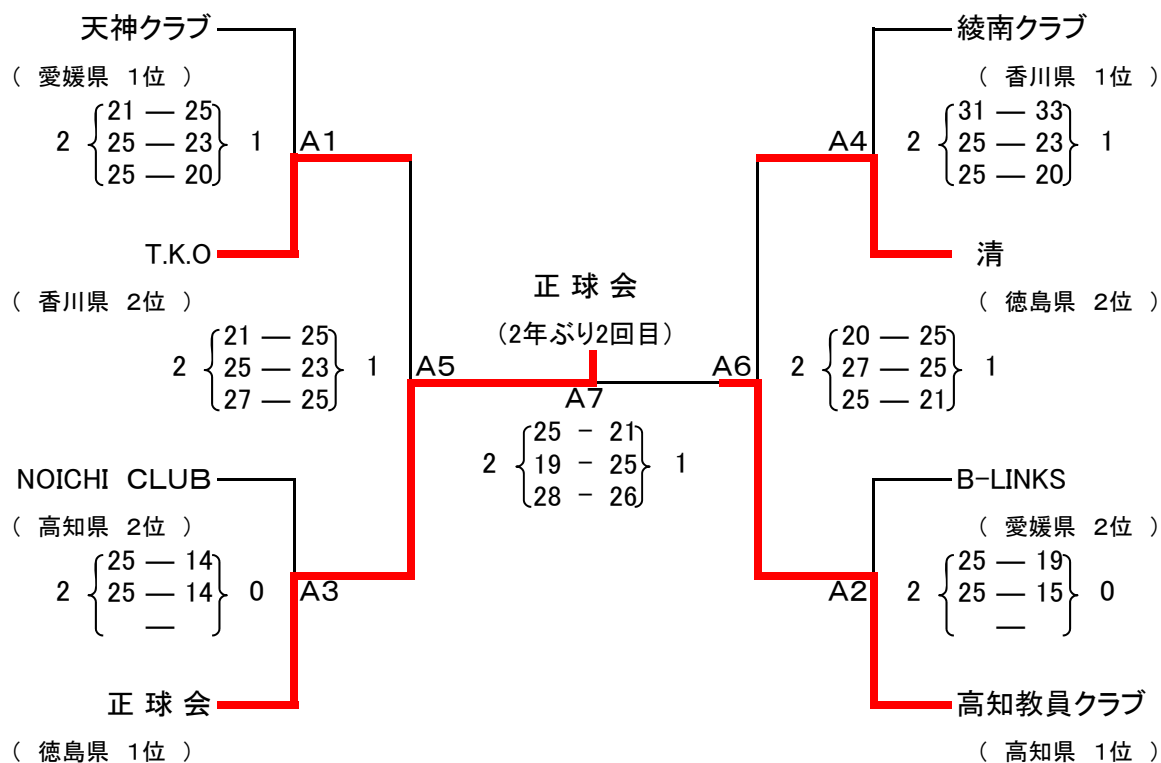 天神クラブ
（ 愛媛県 1位 ）
21 — 25
2 25 — 23 1
25 — 20
A1
T.K.O
（ 香川県 2位 ）
21 — 25
2 25 — 23 1
27 — 25
A5
NOICHI CLUB
（ 高知県 2位 ）
25 — 14
2 25 — 14 0
—
A3
正 球 会
（ 徳島県 1位 ）
正 球 会
（2年ぶり2回目）
A7
25 - 21
2 19 - 25 1
28 - 26
綾南クラブ
（ 香川県 1位 ）
31 — 33
2 25 — 23 1
25 — 20
A4
清
（ 徳島県 2位 ）
A6
20 — 25
2 27 — 25 1
25 — 21
B-LINKS
（ 愛媛県 2位 ）
25 — 19
2 25 — 15 0
—
A2
高知教員クラブ
（ 高知県 1位 ）